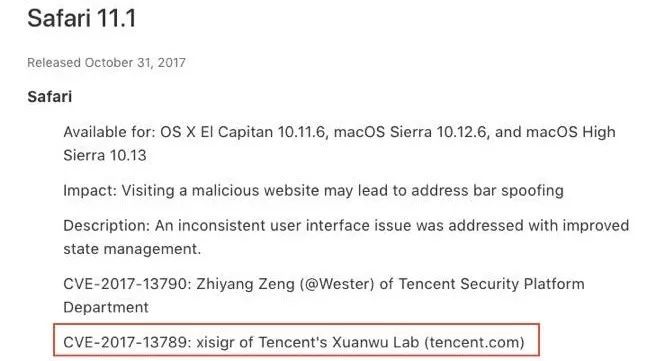 Safari 11.1
Released October 31, 2017
Safari
Available for: OS X El Capitan 10.11.6, macOS Sierra 10.12.6, and macOS High
Sierra 10.13
Impact: Visiting a malicious website may lead to address bar spoofing
Description: An inconsistent user interface issue was addressed with improved
state management.
CVE-2017-13790: Zhiyang Zeng (@Wester) of Tencent Security Platform
Department
CVE-2017-13789: xisigr of Tencent's Xuanwu Lab (tencent.com)